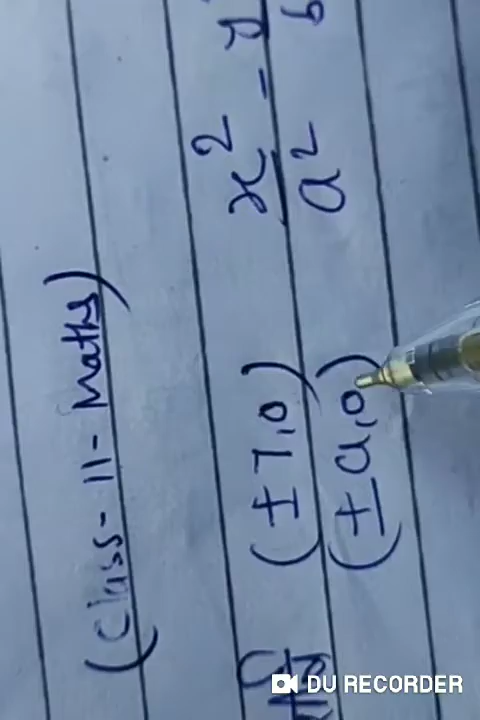 (Class - 11 - Maths)
(±7,0) x² -
(±a,0) a²
DU RECORDER